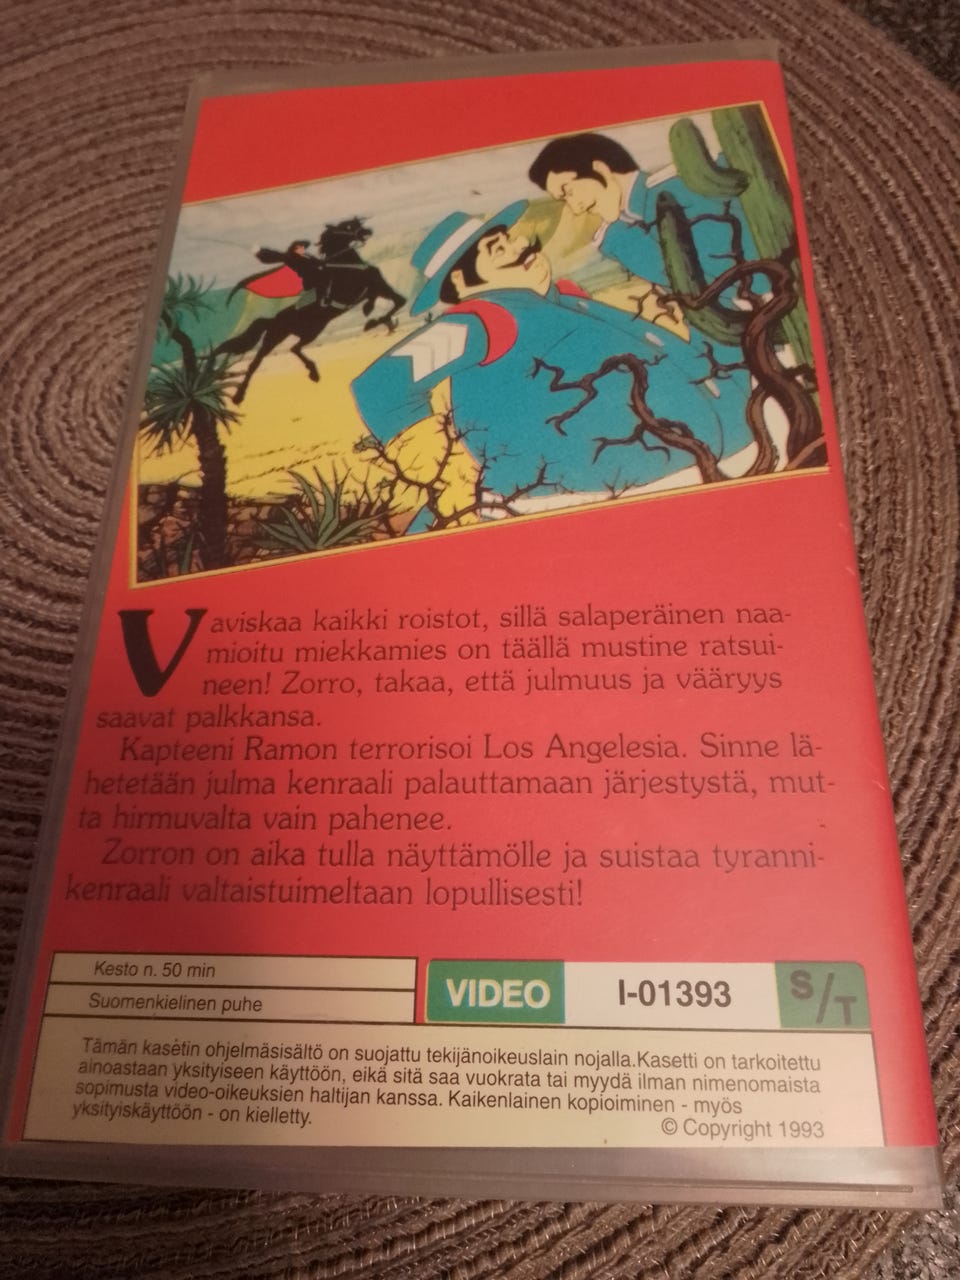 Vaviskaa kaikki roistot, sillä salaperäinen naa-
mioitu miekkamies on täällä mustine ratsui-
neen! Zorro, takaa, että julmuus ja vääryys
saavat palkkansa.
Kapteeni Ramon terrorisoi Los Angelesia. Sinne lä-
hetetään julma kenraali palauttamaan järjestystä, mut-
ta hirmuvalta vain pahenee.
Zorron on aika tulla näyttämölle ja suistaa tyranni-
kenraali valtaistuimeltaan lopullisesti!
Kesto n. 50 min
Suomenkielinen puhe
VIDEO I-01393 S/T
Tämän kasetin ohjelmasisältö on suojattu tekijänoikeuslain nojalla.Kasetti on tarkoitettu
ainoastaan yksityiseen käyttöön, eikä sitä saa vuokrata tai myydä ilman nimenomaista
sopimusta video-oikeuksien haltijan kanssa. Kaikenlainen kopioiminen - myös
yksityiskäyttöön - on kielletty.
© Copyright 1993